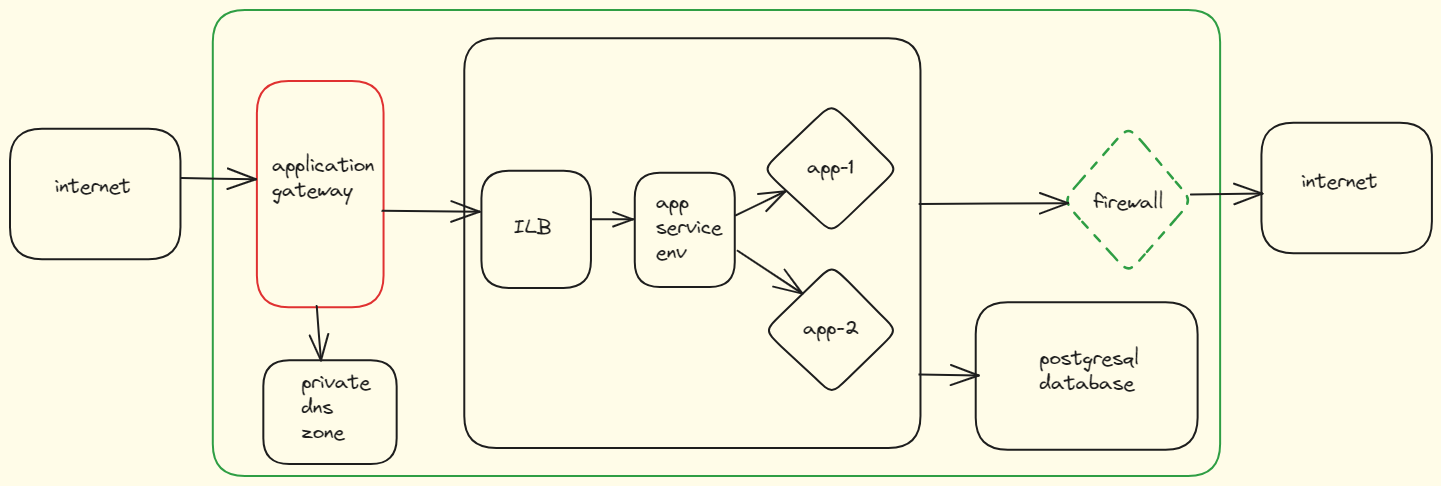 internet
application
gateway
private
dns
zone
ILB
app
service
env
app-1
app-2
firewall
postgresql
database
internet